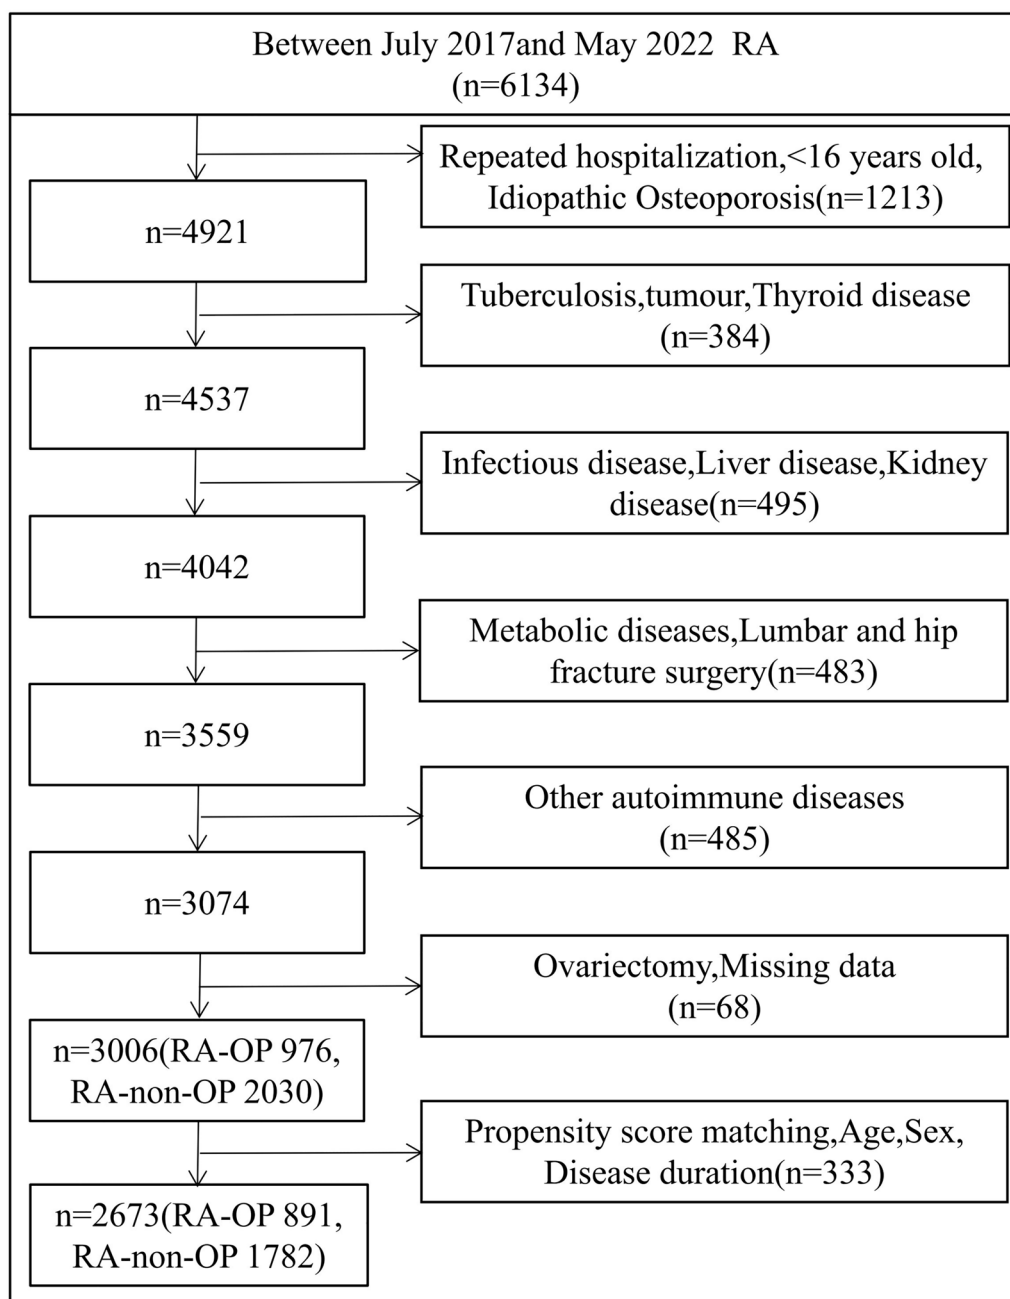 Between July 2017and May 2022  RA
(n=6134)
Repeated hospitalization,<16 years old,
Idiopathic Osteoporosis(n=1213)
n=4921
Tuberculosis,tumour,Thyroid disease
(n=384)
n=4537
Infectious disease,Liver disease,Kidney
disease(n=495)
n=4042
Metabolic diseases,Lumbar and hip
fracture surgery(n=483)
n=3559
Other autoimmune diseases
(n=485)
n=3074
Ovariectomy,Missing data
(n=68)
n=3006(RA-OP 976,
RA-non-OP 2030)
Propensity score matching,Age,Sex,
Disease duration(n=333)
n=2673(RA-OP 891,
RA-non-OP 1782)